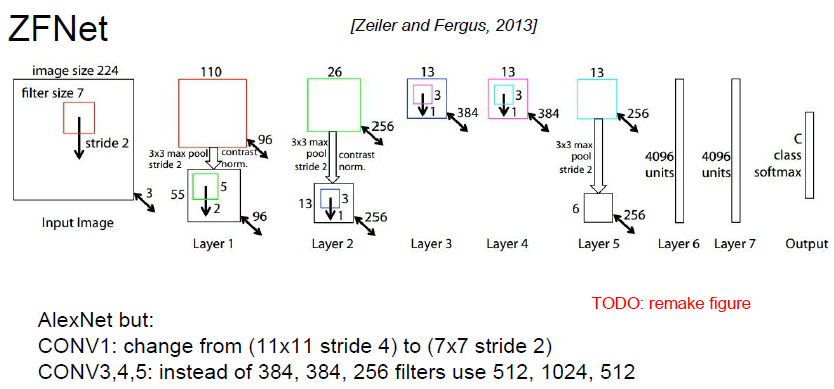 ZFNet
[Zeiler and Fergus, 2013]
image size 224
110
26
13
13
13
filter size 7
stride 2
3
Input Image
96
3x3 max pool
stride 2
contrast
norm.
55
5
2
96
Layer 1
256
3x3 max
pool
stride 2
contrast
norm.
13
3
1
256
Layer 2
3
1
384
Layer 3
3
1
384
Layer 4
256
3x3 max
pool
stride 2
6
256
Layer 5
4096
units
Layer 6
4096
units
Layer 7
C
class
softmax
Output
TODO: remake figure
AlexNet but:
CONV1: change from (11x11 stride 4) to (7x7 stride 2)
CONV3,4,5: instead of 384, 384, 256 filters use 512, 1024, 512